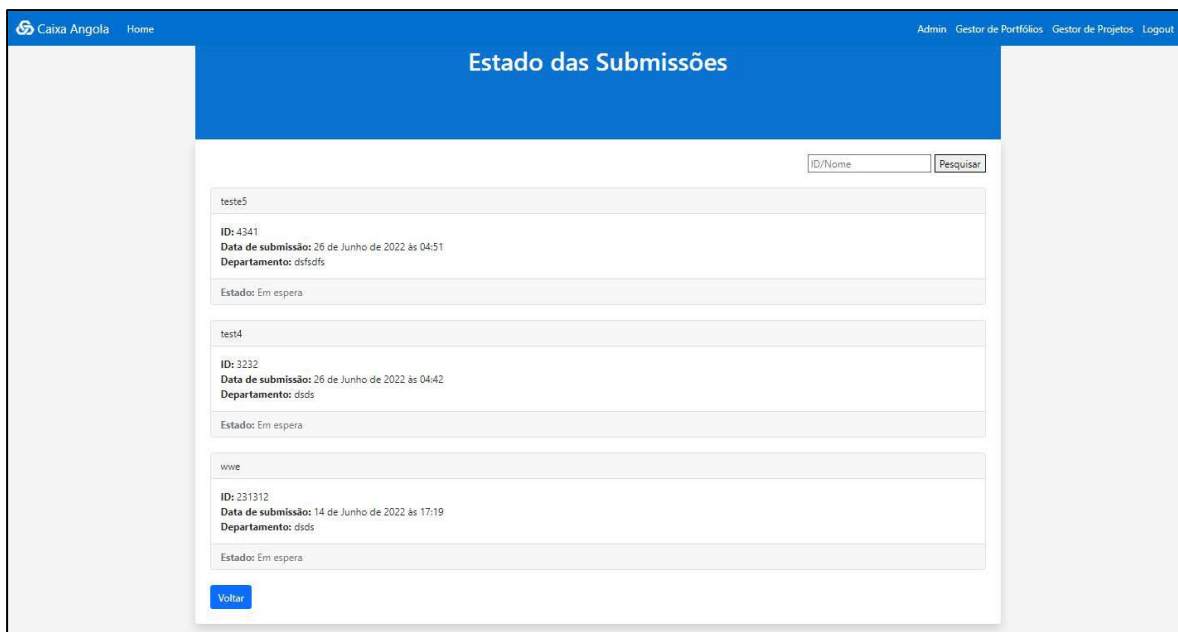 Caixa Angola Home Admin Gestor de Portfólios Gestor de Projetos Logout
Estado das Submissões
ID/Nome Pesquisar
teste5
ID: 4341
Data de submissão: 26 de Junho de 2022 às 04:51
Departamento: dsfsdfs
Estado: Em espera
test4
ID: 3232
Data de submissão: 26 de Junho de 2022 às 04:42
Departamento: dsds
Estado: Em espera
wwe
ID: 231312
Data de submissão: 14 de Junho de 2022 às 17:19
Departamento: dsds
Estado: Em espera
Voltar